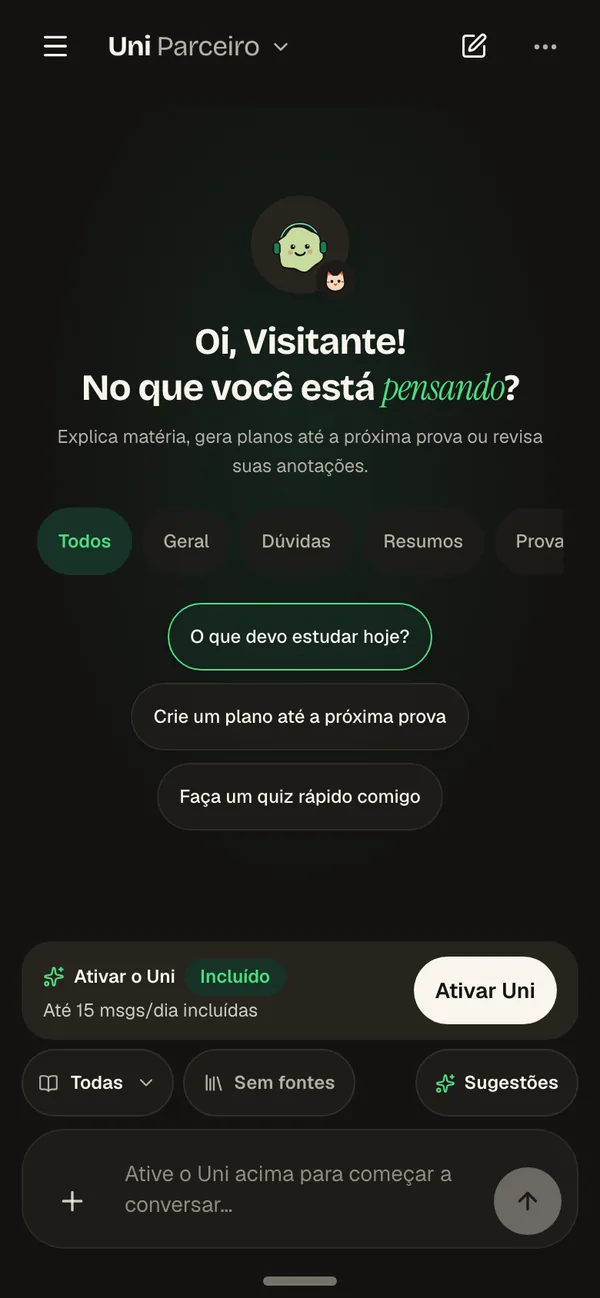 Uni Parceiro
Oi, Visitante!
No que você está pensando?
Explica matéria, gera planos até a próxima prova ou revisa
suas anotações.
Todos
Geral
Dúvidas
Resumos
Prova
O que devo estudar hoje?
Crie um plano até a próxima prova
Faça um quiz rápido comigo
Ativar o Uni
Incluído
Até 15 msgs/dia incluídas
Ativar Uni
Todas
Sem fontes
Sugestões
Ative o Uni acima para começar a
conversar...